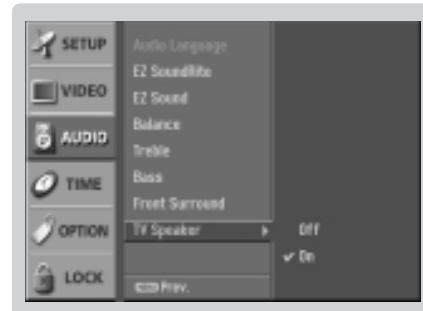 SETUP
VIDEO
AUDIO
TIME
OPTION
LOCK
Audio Language
EZ SoundRite
EZ Sound
Balance
Treble
Bass
Front Surround
TV Speaker
Prev.
Off
✓ On